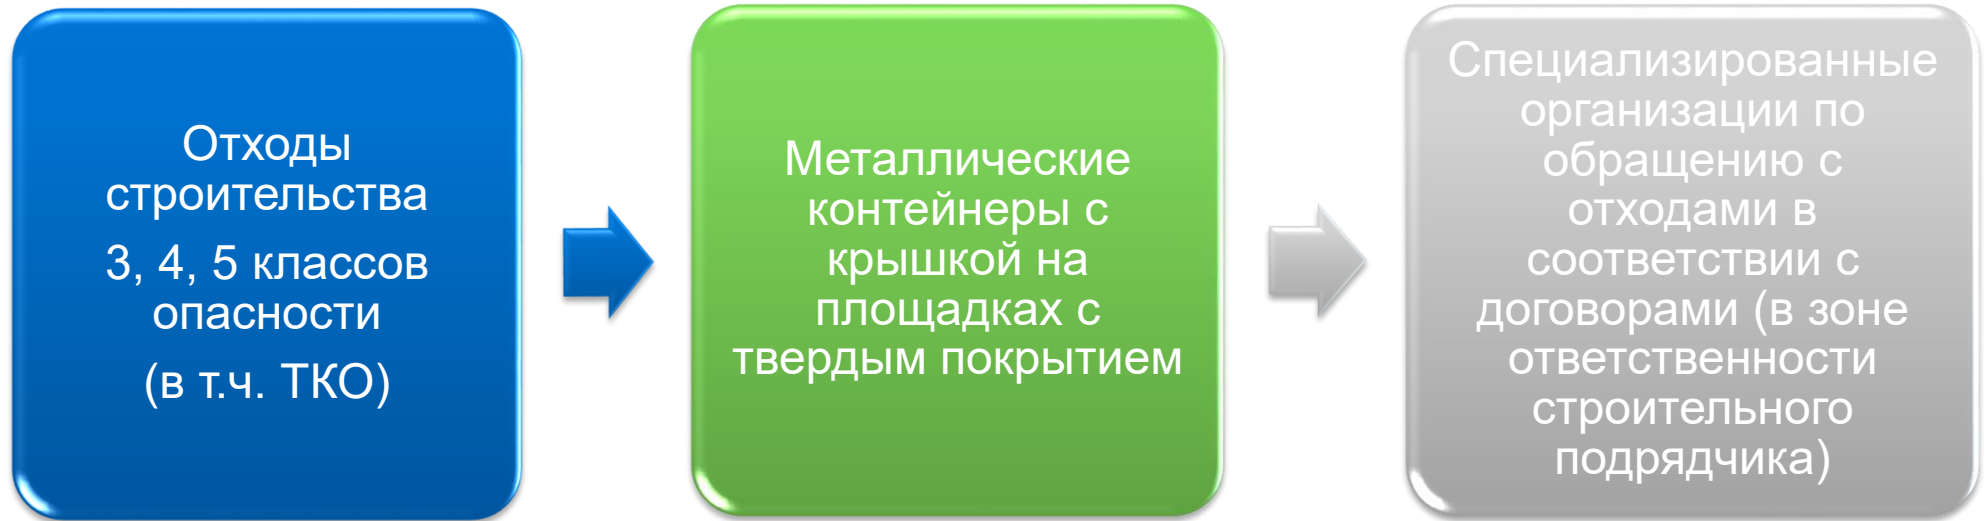 Отходы
строительства
3, 4, 5 классов
опасности
(в т.ч. ТКО)
Металлические
контейнеры с
крышкой на
площадках с
твердым покрытием
Специализированные
организации по
обращению с
отходами в
соответствии с
договорами (в зоне
ответственности
строительного
подрядчика)